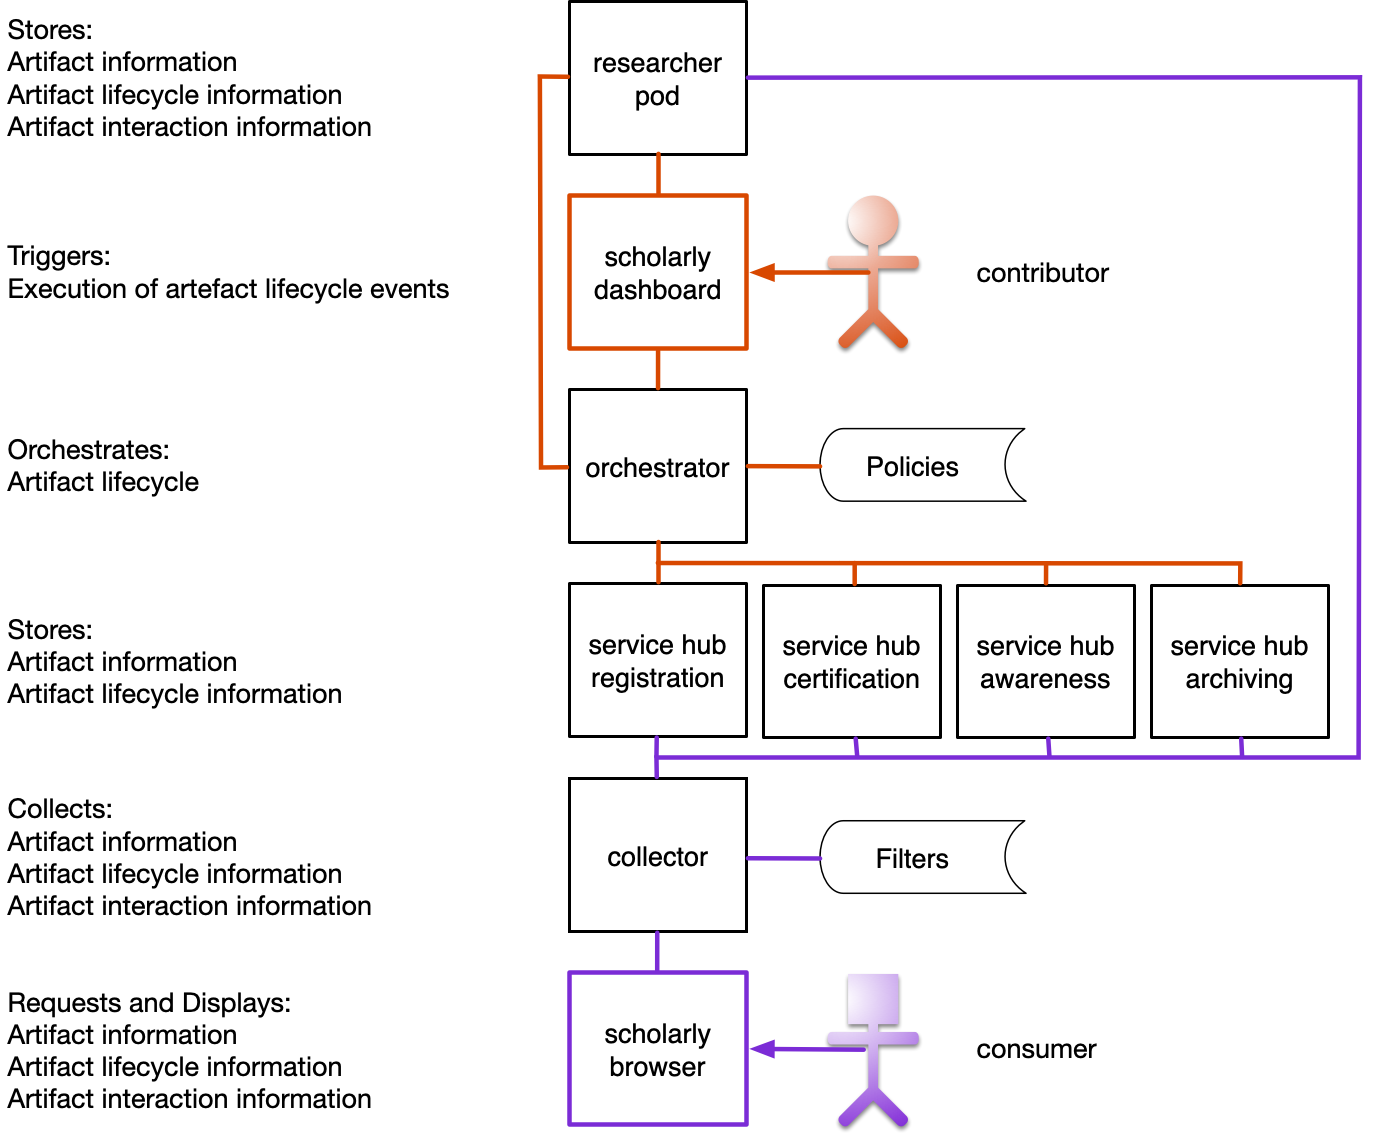 Stores:
Artifact information
Artifact lifecycle information
Artifact interaction information
researcher
pod
Triggers:
Execution of artefact lifecycle events
scholarly
dashboard
contributor
Orchestrates:
Artifact lifecycle
orchestrator
Policies
Stores:
Artifact information
Artifact lifecycle information
service hub
registration
service hub
certification
service hub
awareness
service hub
archiving
Collects:
Artifact information
Artifact lifecycle information
Artifact interaction information
collector
Filters
Requests and Displays:
Artifact information
Artifact lifecycle information
Artifact interaction information
scholarly
browser
consumer